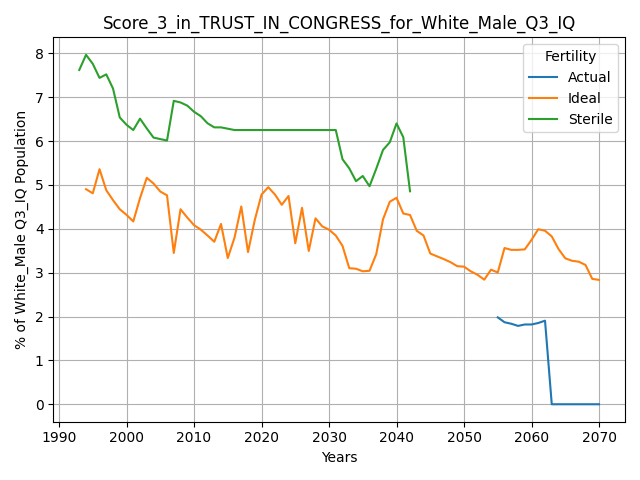 Score_3_in_TRUST_IN_CONGRESS_for_White_Male_Q3_IQ
Fertility
Actual
Ideal
Sterile
% of White_Male Q3_IQ Population
8
7
6
5
4
3
2
1
0
1990 2000 2010 2020 2030 2040 2050 2060 2070
Years